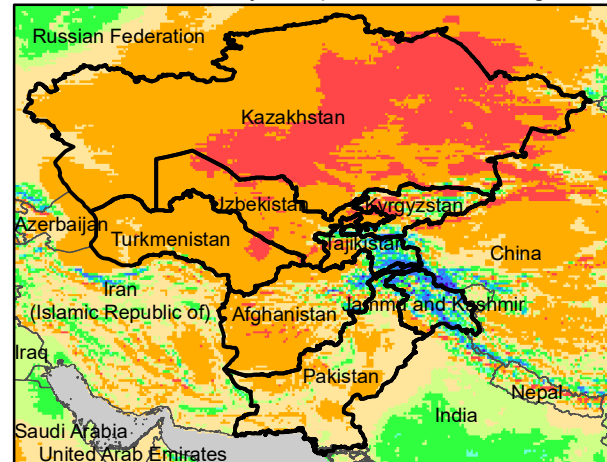 Russian Federation
Kazakhstan
Izbekistan
Kyrgyzstan
Azerbaijan
Turkmenistan
Tajikistan
China
Iran
(Islamic Republic of)
Afghanistan
Jammu and Kashmir
Iraq
Pakistan
Nepal
India
Saudi Arabia
United Arab Emirates